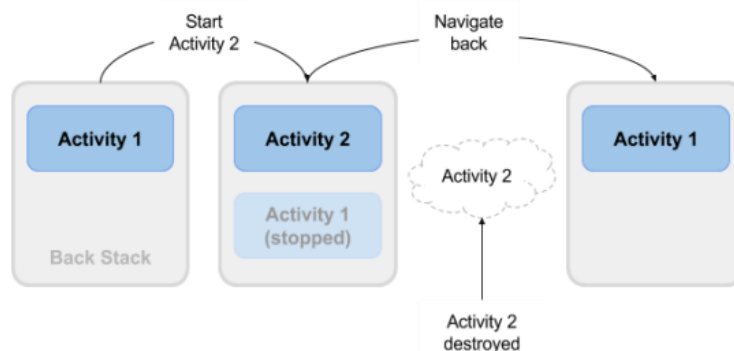 Start
Activity 2
Navigate
back
Activity 1
Activity 2
Activity 1
Activity 2
Activity 1
(stopped)
Back Stack
Activity 2
destroyed